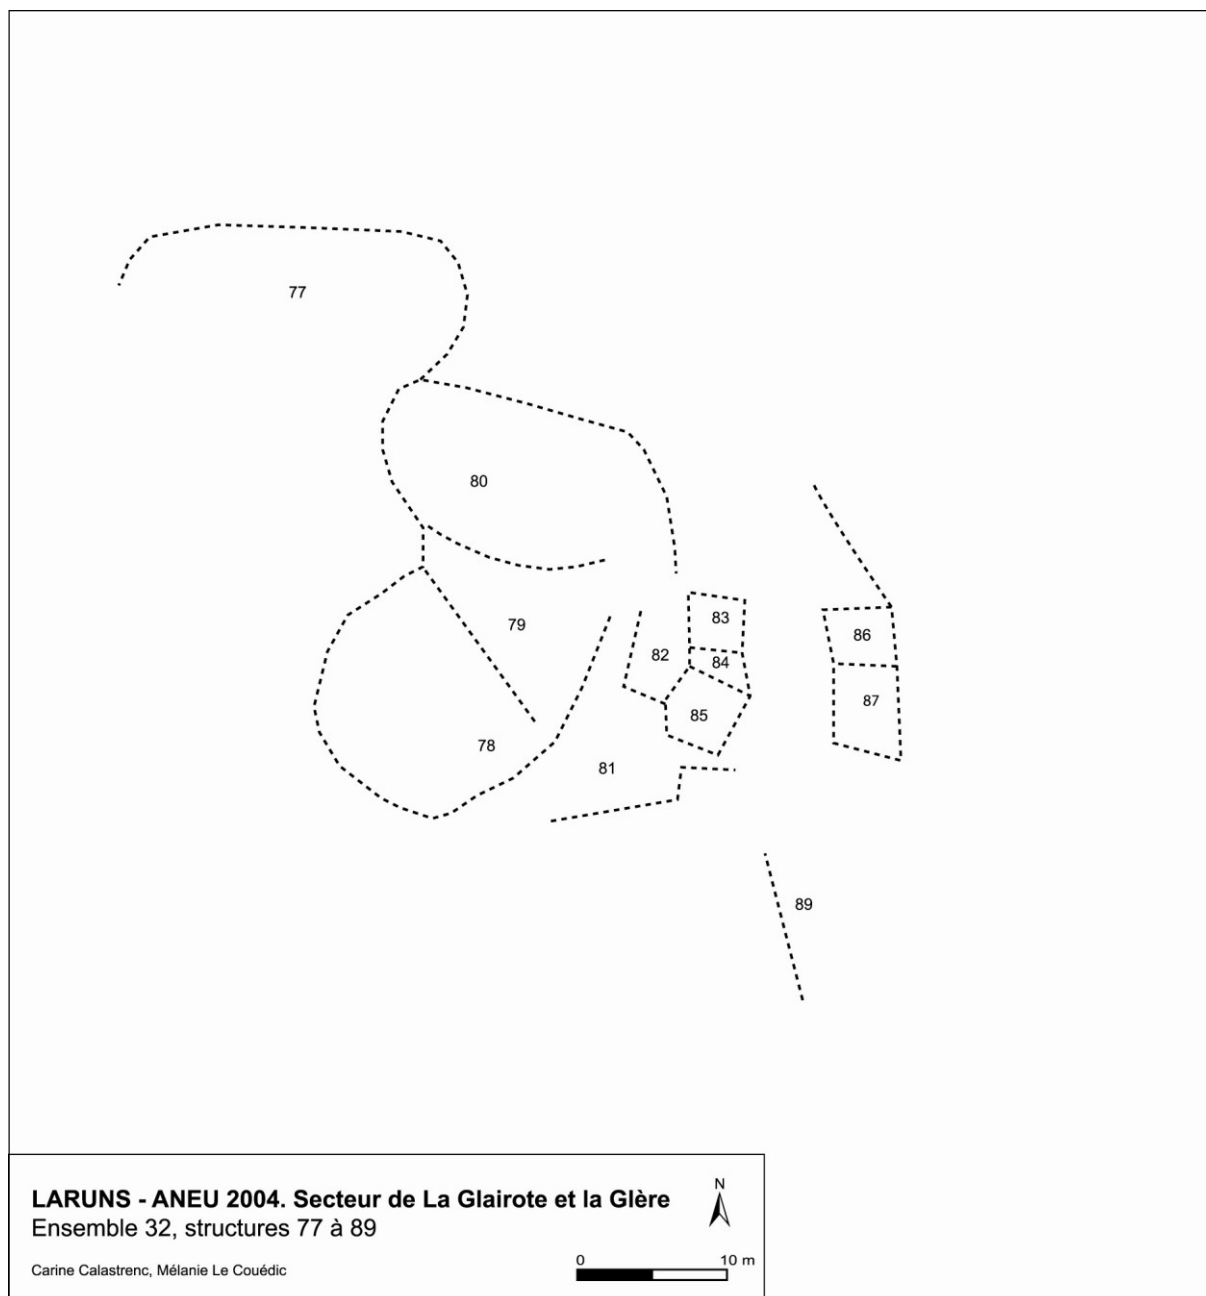 77
80
79
83
86
82
84
87
85
78
81
89
LARUNS - ANEU 2004. Secteur de La Glairote et la Glère
Ensemble 32, structures 77 à 89
Carine Calastrenc, Mélanie Le Couédic
N
0 10 m